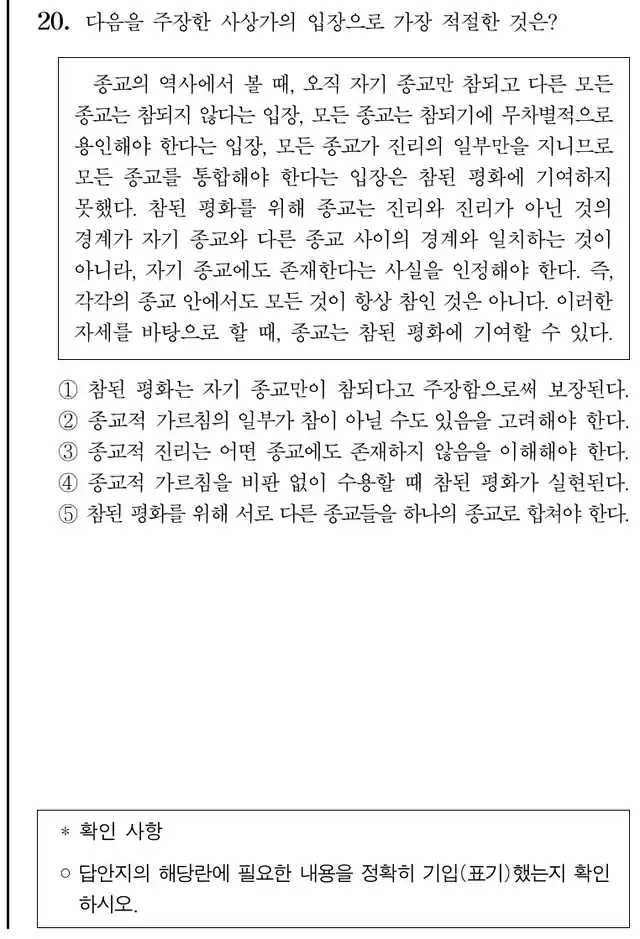 20. 다음을 주장한 사상가의 입장으로 가장 적절한 것은?
종교의 역사에서 볼 때, 오직 자기 종교만 참되고 다른 모든
종교는 참되지 않다는 입장, 모든 종교는 참되기에 무차별적으로
용인해야 한다는 입장, 모든 종교가 진리의 일부만을 지니므로
모든 종교를 통합해야 한다는 입장은 참된 평화에 기여하지
못했다. 참된 평화를 위해 종교는 진리와 진리가 아닌 것의
경계가 자기 종교와 다른 종교 사이의 경계와 일치하는 것이
아니라, 자기 종교에도 존재한다는 사실을 인정해야 한다. 즉,
각각의 종교 안에서도 모든 것이 항상 참인 것은 아니다. 이러한
자세를 바탕으로 할 때, 종교는 참된 평화에 기여할 수 있다.
① 참된 평화는 자기 종교만이 참되다고 주장함으로써 보장된다.
② 종교적 가르침의 일부가 참이 아닐 수도 있음을 고려해야 한다.
③ 종교적 진리는 어떤 종교에도 존재하지 않음을 이해해야 한다.
④ 종교적 가르침을 비판 없이 수용할 때 참된 평화가 실현된다.
⑤ 참된 평화를 위해 서로 다른 종교들을 하나의 종교로 합쳐야 한다.
* 확인 사항
○ 답안지의 해당란에 필요한 내용을 정확히 기입(표기)했는지 확인
하시오.